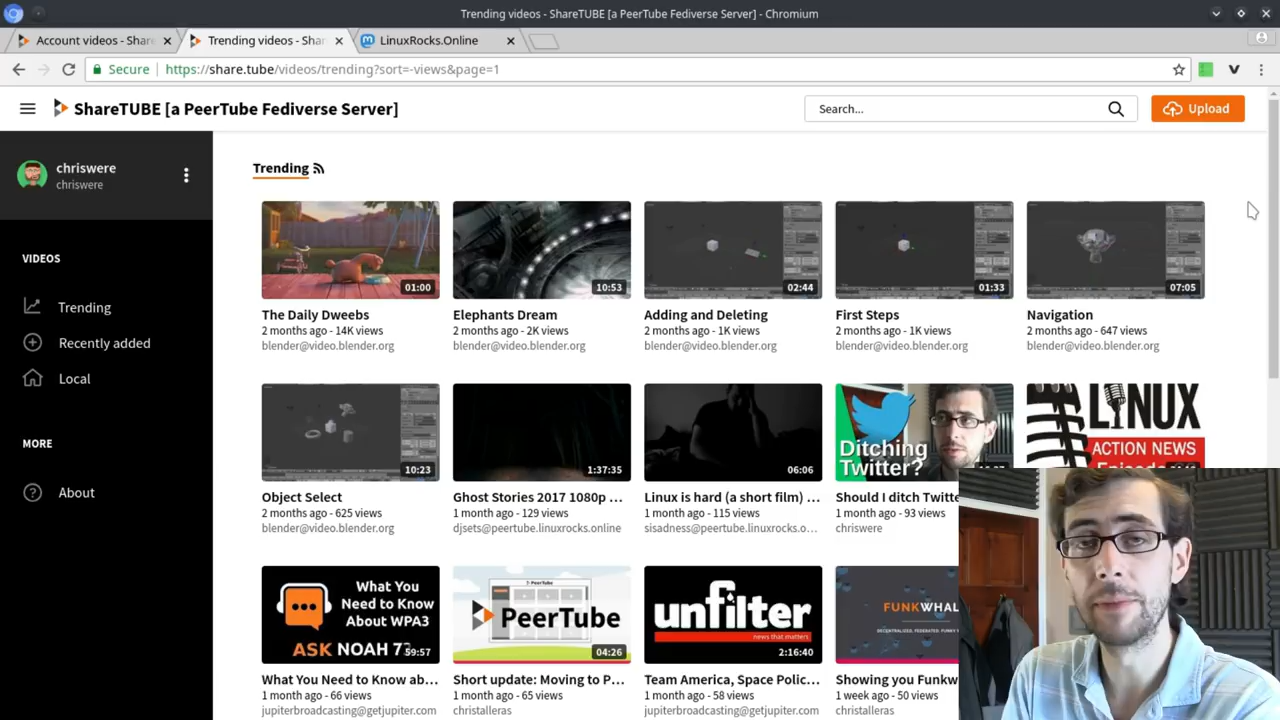 Trending videos - ShareTUBE [a PeerTube Fediverse Server] - Chromium
Account videos - Share
Trending videos - Shar
LinuxRocks.Online
Secure
https://share.tube/videos/trending?sort=-views&page=1
ShareTUBE [a PeerTube Fediverse Server]
Search...
Upload
chriswere
chriswere
VIDEOS
Trending
Recently added
Local
MORE
About
Trending
01:00
10:53
02:44
01:33
07:05
The Daily Dweebs
Elephants Dream
Adding and Deleting
First Steps
Navigation
2 months ago - 14K views
2 months ago - 2K views
2 months ago - 1K views
2 months ago - 1K views
2 months ago - 647 views
blender@video.blender.org
blender@video.blender.org
blender@video.blender.org
blender@video.blender.org
blender@video.blender.org
10:23
1:37:35
06:06
Ditching
Twitter?
LINUX
ACTION NEWS
Object Select
Ghost Stories 2017 1080p ...
Linux is hard (a short film) ...
Should I ditch Twitte
2 months ago - 625 views
1 month ago - 129 views
1 month ago - 115 views
1 month ago - 93 views
blender@video.blender.org
djsets@peertube.linuxrocks.online
sisadness@peertube.linuxrocks.o...
chriswere
What You
Need to Know
About WPA3
ASK NOAH 7
59:57
PeerTube
PeerTube
04:26
unfilter
news that matters
2:16:40
FUNKWHAL
DECENTRALIZED, FEDERATED, FUNKY
What You Need to Know ab...
Short update: Moving to P...
Team America, Space Polic...
Showing you Funkw
1 month ago - 66 views
1 month ago - 65 views
1 month ago - 58 views
1 week ago - 50 views
jupiterbroadcasting@getjupiter.com
christalleras
jupiterbroadcasting@getjupiter.com
christalleras